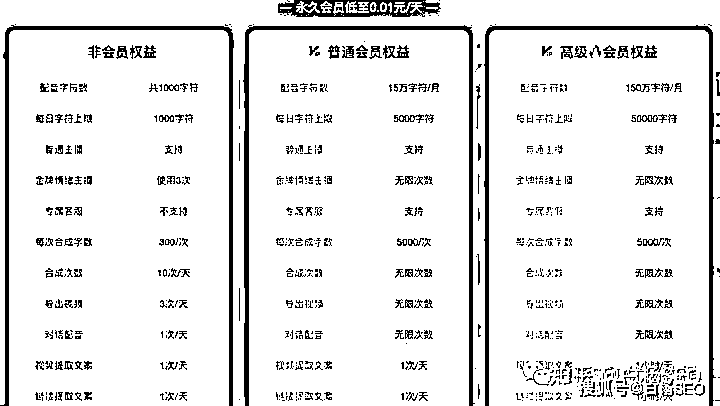 永久会员低至0.01元/天
非会员权益
配音字符数 共1000字符
每日字符上限 1000字符
普通主播 支持
金牌情绪主播 使用3次
专属客服 不支持
每次合成字数 300/次
合成次数 10次/天
导出视频 3次/天
对话配音 1次/天
视频提取文案 1次/天
链接提取文案 1次/天
普通会员权益
配音字符数 15万字符/月
每日字符上限 5000字符
普通主播 支持
金牌情绪主播 无限次数
专属客服 支持
每次合成字数 5000/次
合成次数 无限次数
导出视频 无限次数
对话配音 无限次数
视频提取文案 1次/天
链接提取文案 1次/天
高级会员权益
配音字符数 150万字符/月
每日字符上限 50000字符
普通主播 支持
金牌情绪主播 无限次数
专属客服 支持
每次合成字数 5000/次
合成次数 无限次数
导出视频 无限次数
对话配音 无限次数
视频提取文案
链接提取文案